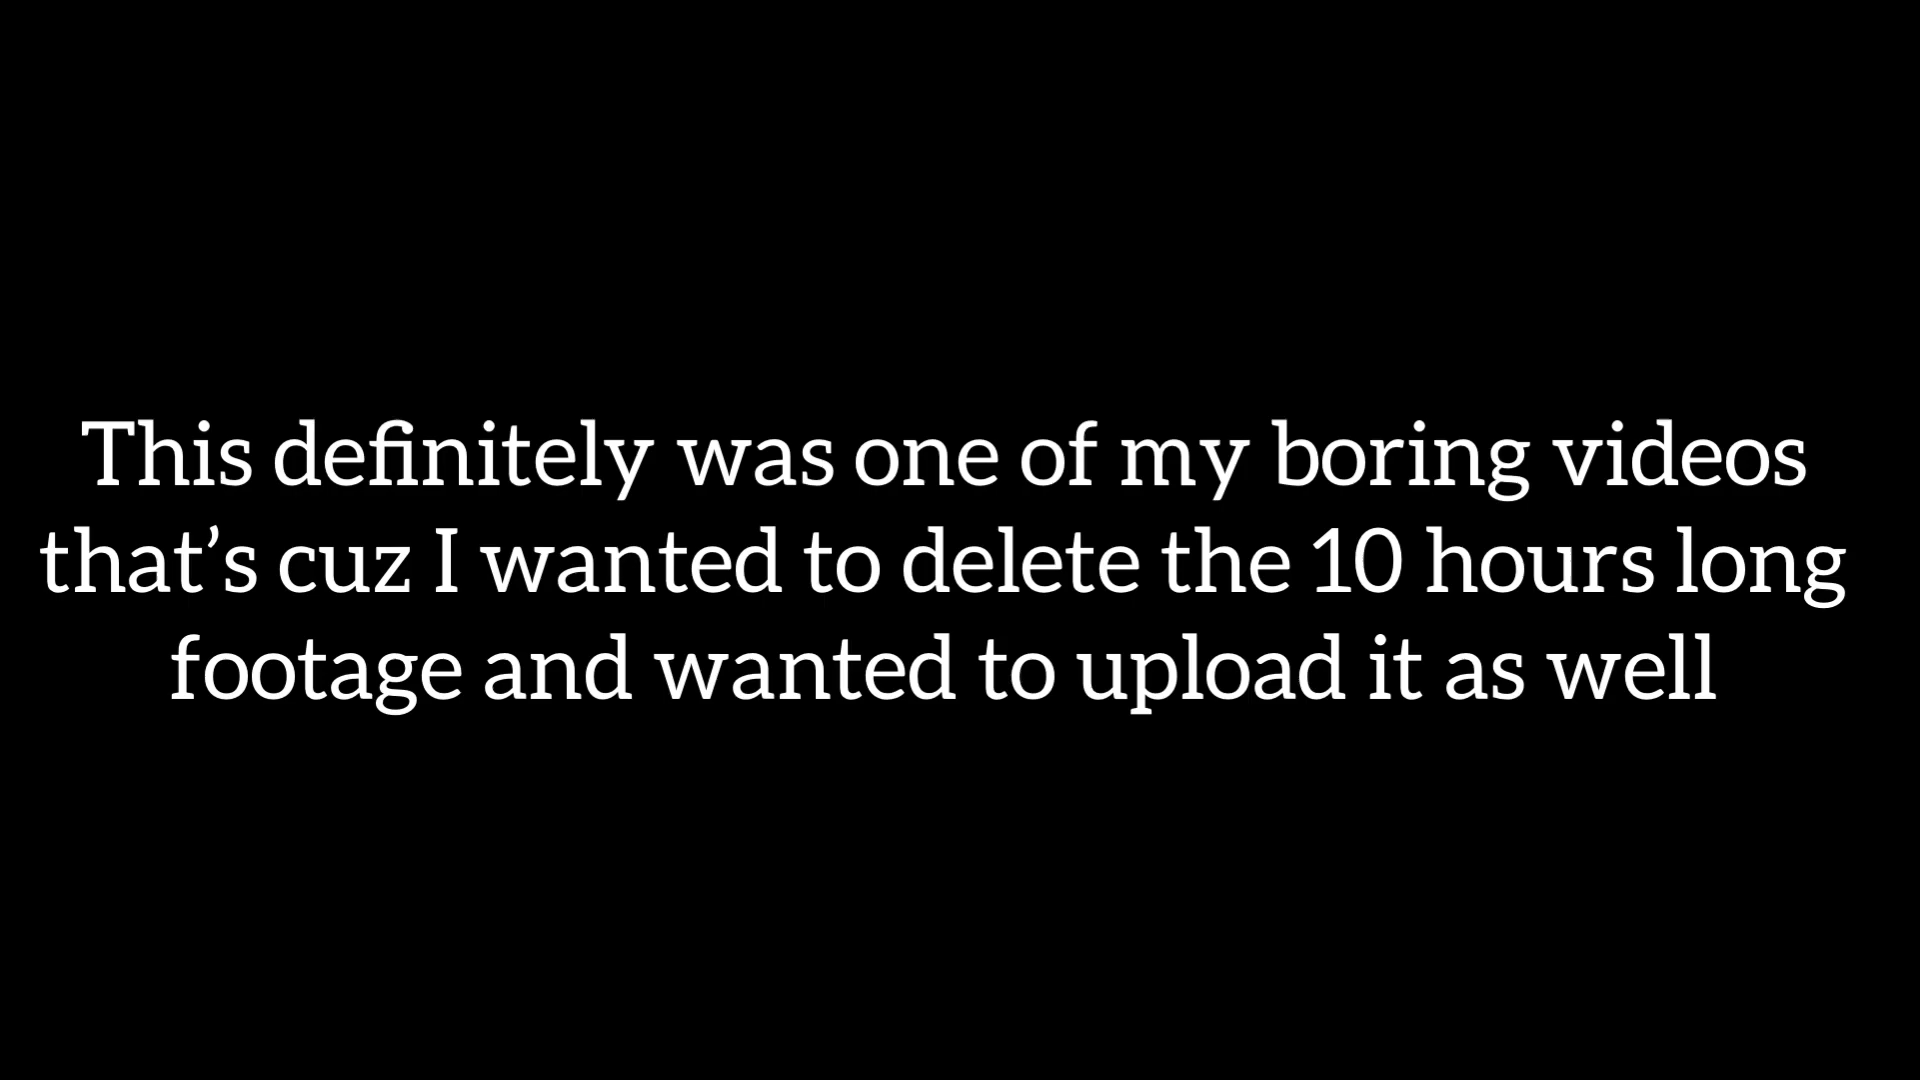 This definitely was one of my boring videos
that’s cuz I wanted to delete the 10 hours long
footage and wanted to upload it as well